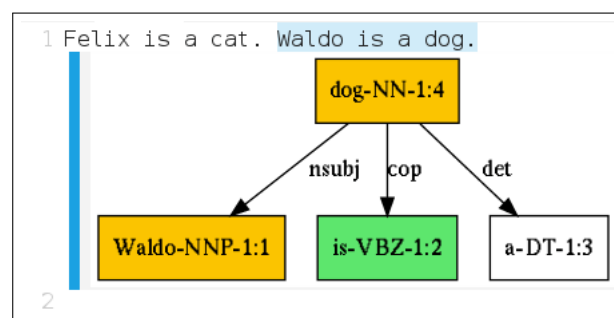 1 Felix is a cat. Waldo is a dog.
dog-NN-1:4
nsubj cop det
Waldo-NNP-1:1 is-VBZ-1:2 a-DT-1:3
2